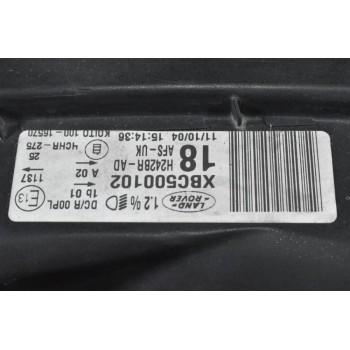 LAND-
ROVER
1.2 %
XBC500102
18 H242BR-AD
AFS-UK
11/10/04 15:14:36
KOITO 100-16570
4CHR-275
25
A 02
1b 01
DC/R 00PL
E13
1137